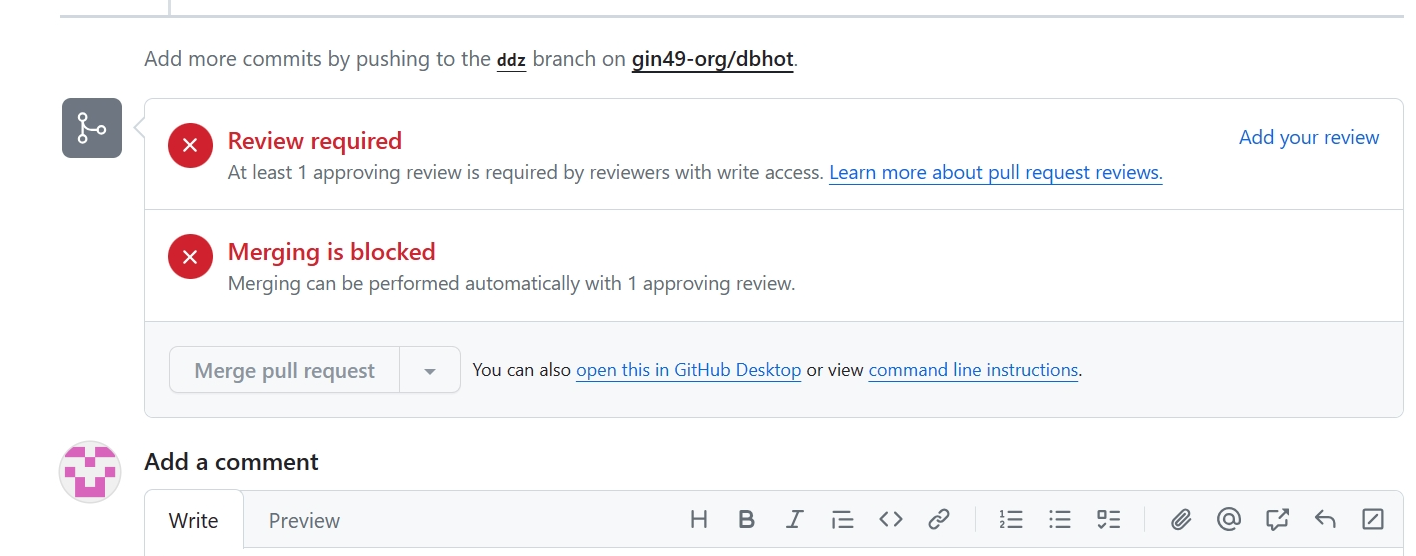 Add more commits by pushing to the ddz branch on gin49-org/dbhot.
Review required
Add your review
At least 1 approving review is required by reviewers with write access. Learn more about pull request reviews.
Merging is blocked
Merging can be performed automatically with 1 approving review.
Merge pull request
You can also open this in GitHub Desktop or view command line instructions.
Add a comment
Write
Preview